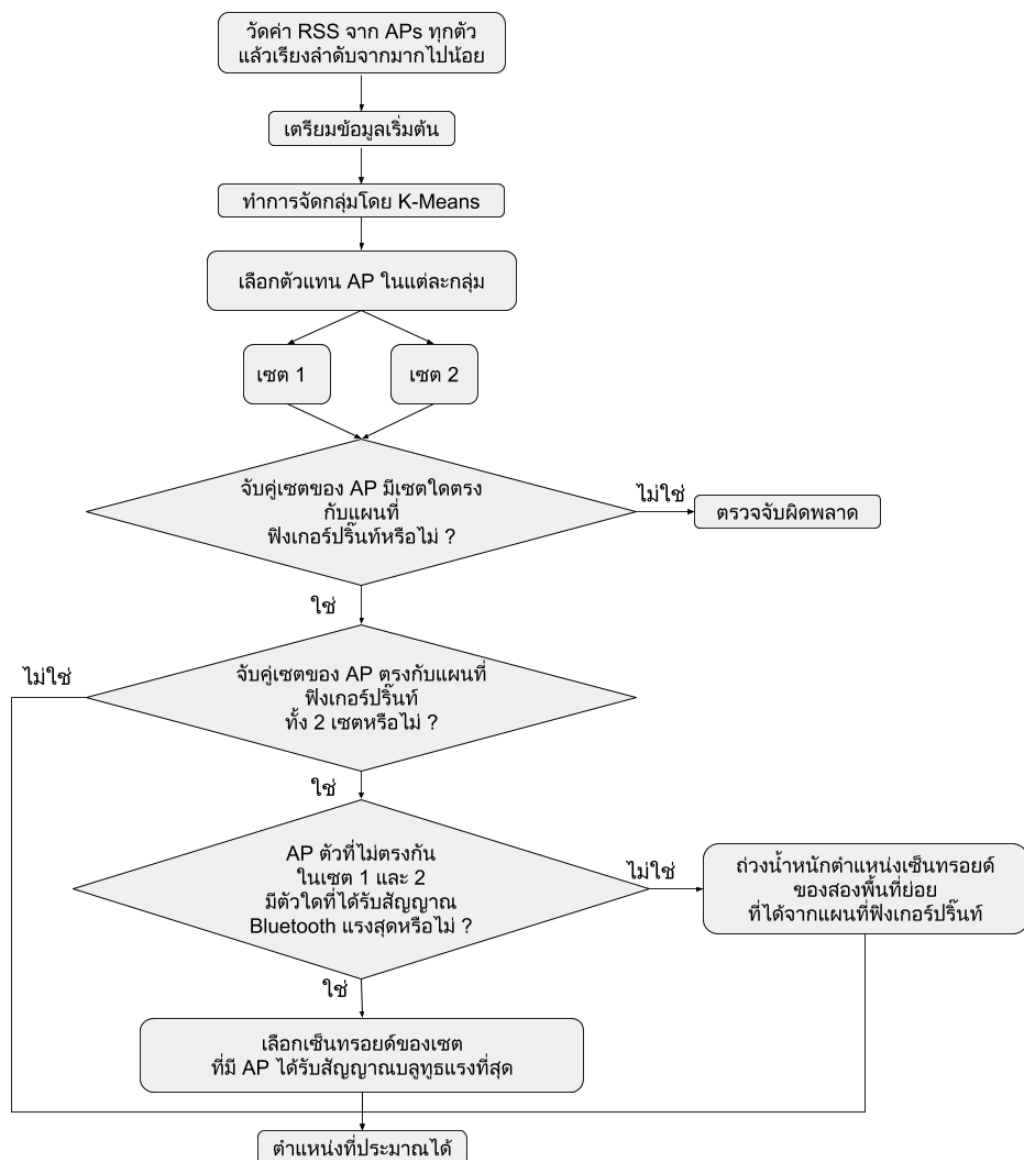 วัดค่า RSS จาก APs ทุกตัว
แล้วเรียงลำดับจากมากไปน้อย
เตรียมข้อมูลเริ่มต้น
ทำการจัดกลุ่มโดย K-Means
เลือกตัวแทน AP ในแต่ละกลุ่ม
เซต 1
เซต 2
จับคู่เซตของ AP มีเซตใดตรง
กับแผนที่
ฟิงเกอร์ปริ๊นท์หรือไม่ ?
ไม่ใช่
ตรวจจับผิดพลาด
ใช่
จับคู่เซตของ AP ตรงกับแผนที่
ฟิงเกอร์ปริ๊นท์
ทั้ง 2 เซตหรือไม่ ?
ไม่ใช่
ใช่
AP ตัวที่ไม่ตรงกัน
ในเซต 1 และ 2
มีตัวใดที่ได้รับสัญญาณ
Bluetooth แรงสุดหรือไม่ ?
ไม่ใช่
ถ่วงน้ำหนักตำแหน่งเซ็นทรอยด์
ของสองพื้นที่ย่อย
ที่ได้จากแผนที่ฟิงเกอร์ปริ๊นท์
ใช่
เลือกเซ็นทรอยด์ของเซต
ที่มี AP ได้รับสัญญาณบลูทูธแรงที่สุด
ตำแหน่งที่ประมาณได้